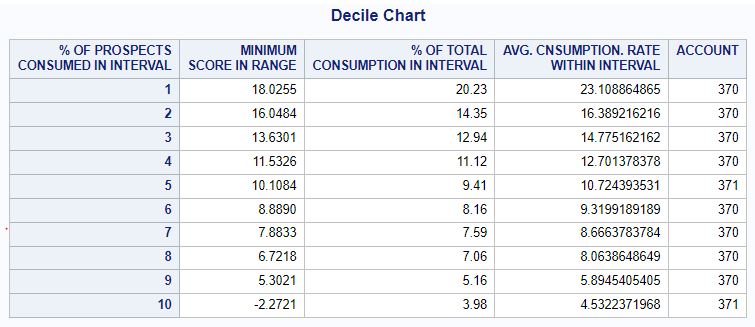 Decile Chart
% OF PROSPECTS CONSUMED IN INTERVAL MINIMUM SCORE IN RANGE % OF TOTAL CONSUMPTION IN INTERVAL AVG. CNSUMPTION. RATE WITHIN INTERVAL ACCOUNT
1 18.0255 20.23 23.108864865 370
2 16.0484 14.35 16.389216216 370
3 13.6301 12.94 14.775162162 370
4 11.5326 11.12 12.701378378 370
5 10.1084 9.41 10.724393531 371
6 8.8890 8.16 9.3199189189 370
7 7.8833 7.59 8.6663783784 370
8 6.7218 7.06 8.0638648649 370
9 5.3021 5.16 5.8945405405 370
10 -2.2721 3.98 4.5322371968 371